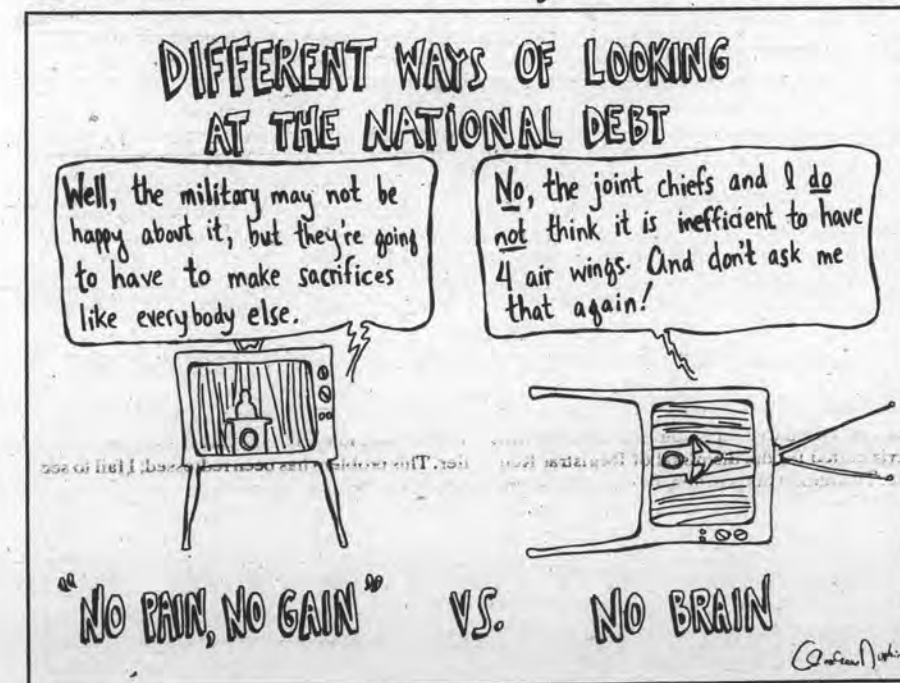 DIFFERENT WAYS OF LOOKING
AT THE NATIONAL DEBT
Well, the military may not be
happy about it, but they're going
to have to make sacrifices
like everybody else.
No, the joint chiefs and I do
not think it is inefficient to have
4 air wings. And don't ask me
that again!
"NO PAIN, NO GAIN" VS. NO BRAIN